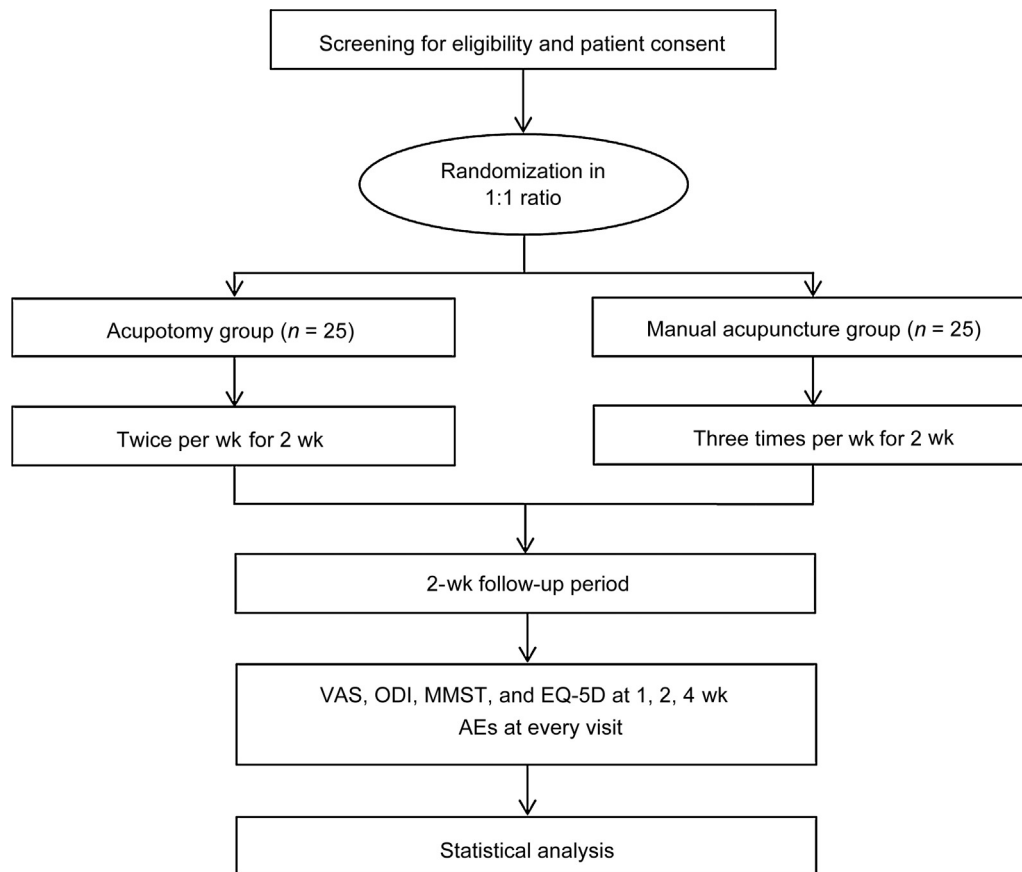 Screening for eligibility and patient consent
Randomization in
1:1 ratio
Acupotomy group (n = 25)
Manual acupuncture group (n = 25)
Twice per wk for 2 wk
Three times per wk for 2 wk
2-wk follow-up period
VAS, ODI, MMST, and EQ-5D at 1, 2, 4 wk
AEs at every visit
Statistical analysis